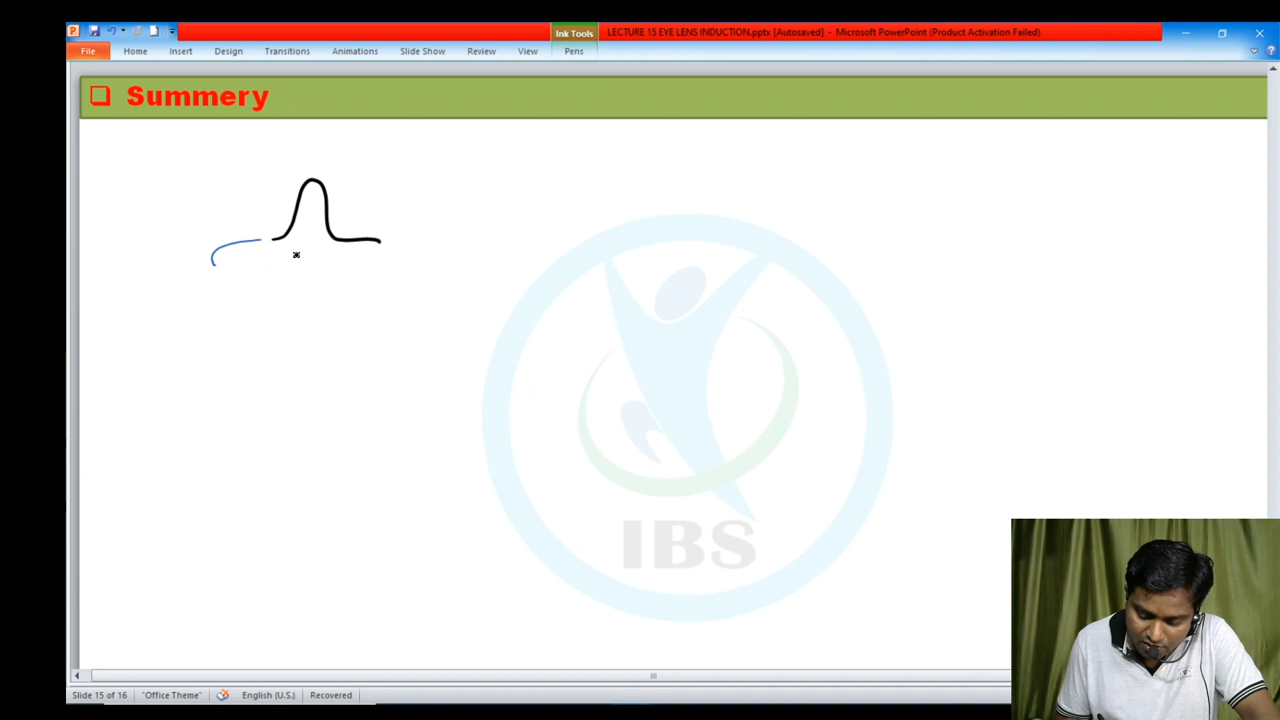 LECTURE 15 EYE LENS INDUCTION.pptx [Autosaved] - Microsoft PowerPoint (Product Activation Failed)
Ink Tools
File Home Insert Design Transitions Animations Slide Show Review View Pens
Summery
IBS
Slide 15 of 16 "Office Theme" English (U.S.) Recovered